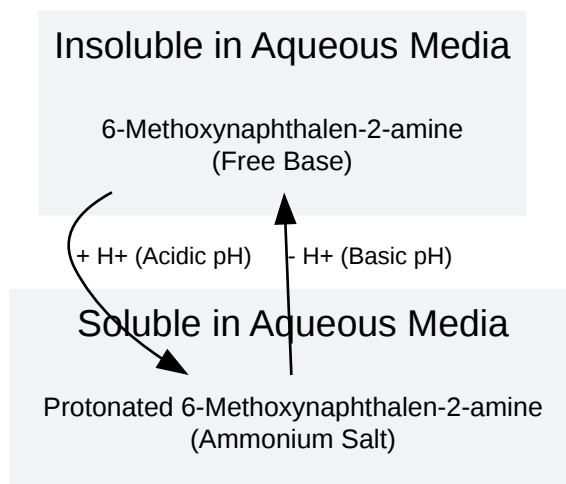 Insoluble in Aqueous Media
6-Methoxynaphthalen-2-amine
(Free Base)
+ H+ (Acidic pH)
- H+ (Basic pH)
Soluble in Aqueous Media
Protonated 6-Methoxynaphthalen-2-amine
(Ammonium Salt)